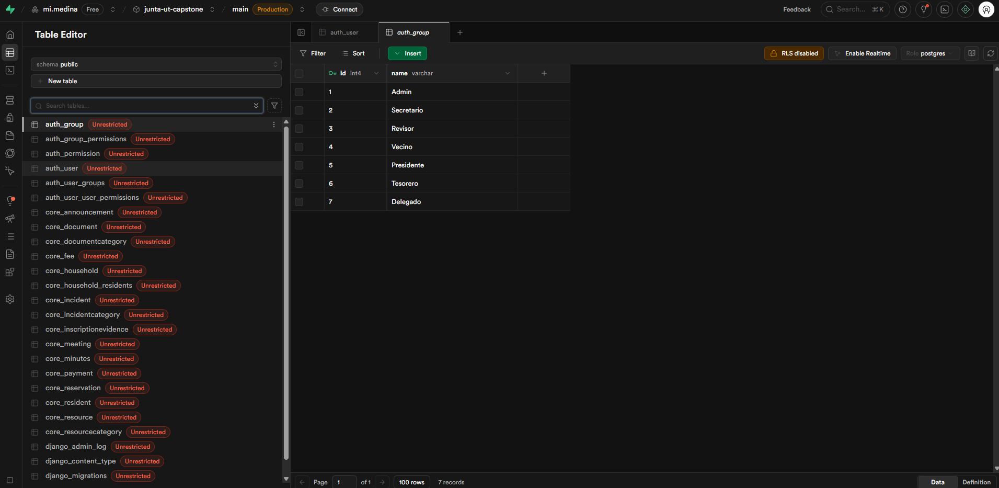 mi.medina Free junta-ut-capstone main Production Connect Feedback Search... ⌘ K
Table Editor
auth_user auth_group
Filter Sort Insert RLS disabled Enable Realtime Role postgres
schema public
New table
Search tables...
id int4 name varchar
1 Admin
2 Secretario
3 Revisor
4 Vecino
5 Presidente
6 Tesorero
7 Delegado
auth_group Unrestricted
auth_group_permissions Unrestricted
auth_permission Unrestricted
auth_user Unrestricted
auth_user_groups Unrestricted
auth_user_user_permissions Unrestricted
core_announcement Unrestricted
core_document Unrestricted
core_documentcategory Unrestricted
core_fee Unrestricted
core_household Unrestricted
core_household_residents Unrestricted
core_incident Unrestricted
core_incidentcategory Unrestricted
core_inscriptionevidence Unrestricted
core_meeting Unrestricted
core_minutes Unrestricted
core_payment Unrestricted
core_reservation Unrestricted
core_resident Unrestricted
core_resource Unrestricted
core_resourcecategory Unrestricted
django_admin_log Unrestricted
django_content_type Unrestricted
django_migrations Unrestricted
Page 1 of 1 100 rows 7 records Data Definition